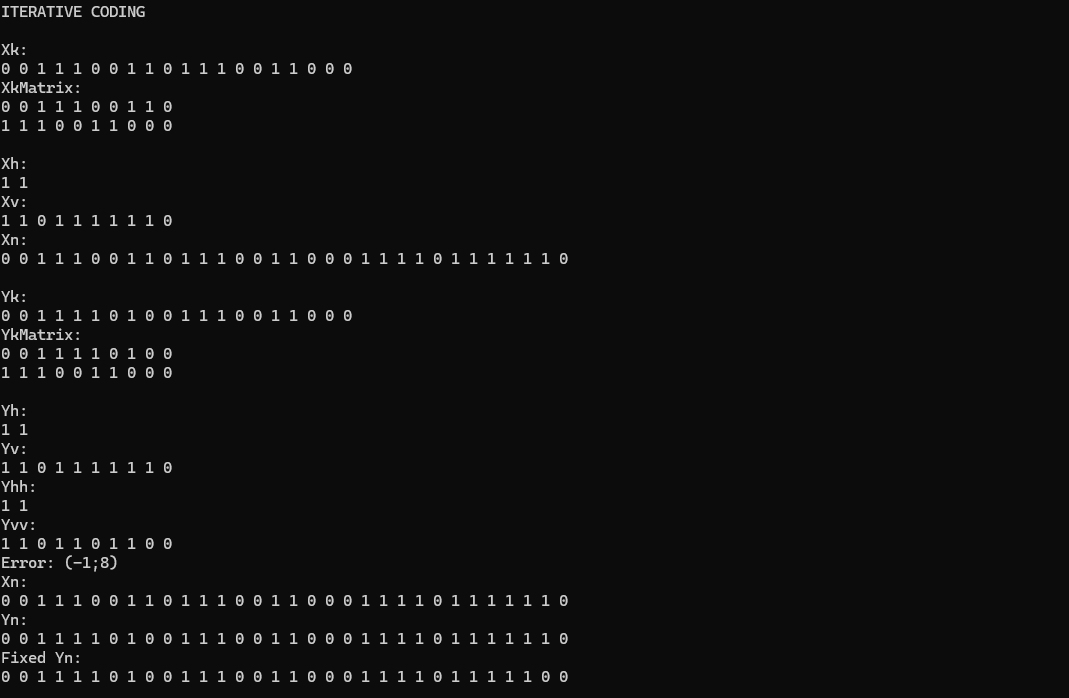 ITERATIVE CODING
Xk:
0 0 1 1 1 0 0 1 1 0 1 1 1 0 0 1 1 0 0 0
XkMatrix:
0 0 1 1 1 0 0 1 1 0
1 1 1 0 0 1 1 0 0 0
Xh:
1 1
Xv:
1 1 0 1 1 1 1 1 1 0
Xn:
0 0 1 1 1 0 0 1 1 0 1 1 1 0 0 1 1 0 0 0 1 1 1 1 0 1 1 1 1 1 1 0
Yk:
0 0 1 1 1 1 0 1 0 0 1 1 1 0 0 1 1 0 0 0
YkMatrix:
0 0 1 1 1 1 0 1 0 0
1 1 1 0 0 1 1 0 0 0
Yh:
1 1
Yv:
1 1 0 1 1 1 1 1 1 0
Yhh:
1 1
Yvv:
1 1 0 1 1 0 1 1 0 0
Error: (-1;8)
Xn:
0 0 1 1 1 0 0 1 1 0 1 1 1 0 0 1 1 0 0 0 1 1 1 1 0 1 1 1 1 1 1 0
Yn:
0 0 1 1 1 1 0 1 0 0 1 1 1 0 0 1 1 0 0 0 1 1 1 1 0 1 1 1 1 1 1 0
Fixed Yn:
0 0 1 1 1 1 0 1 0 0 1 1 1 0 0 1 1 0 0 0 1 1 1 1 0 1 1 1 1 1 0 0